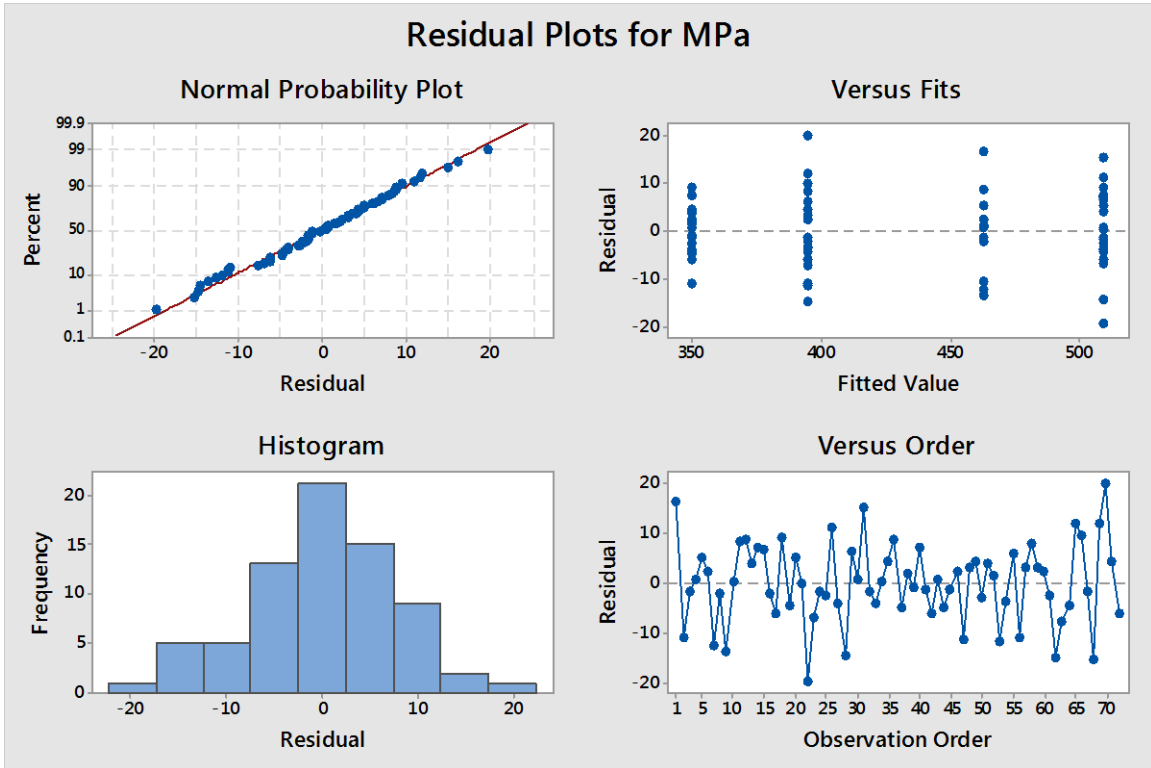 Residual Plots for MPa
Normal Probability Plot
99.9
99
90
50
10
1
0.1
Percent
-20 -10 0 10 20
Residual
Versus Fits
20
10
0
-10
-20
Residual
350 400 450 500
Fitted Value
Histogram
20
15
10
5
0
Frequency
-20 -10 0 10 20
Residual
Versus Order
20
10
0
-10
-20
Residual
1 5 10 15 20 25 30 35 40 45 50 55 60 65 70
Observation Order